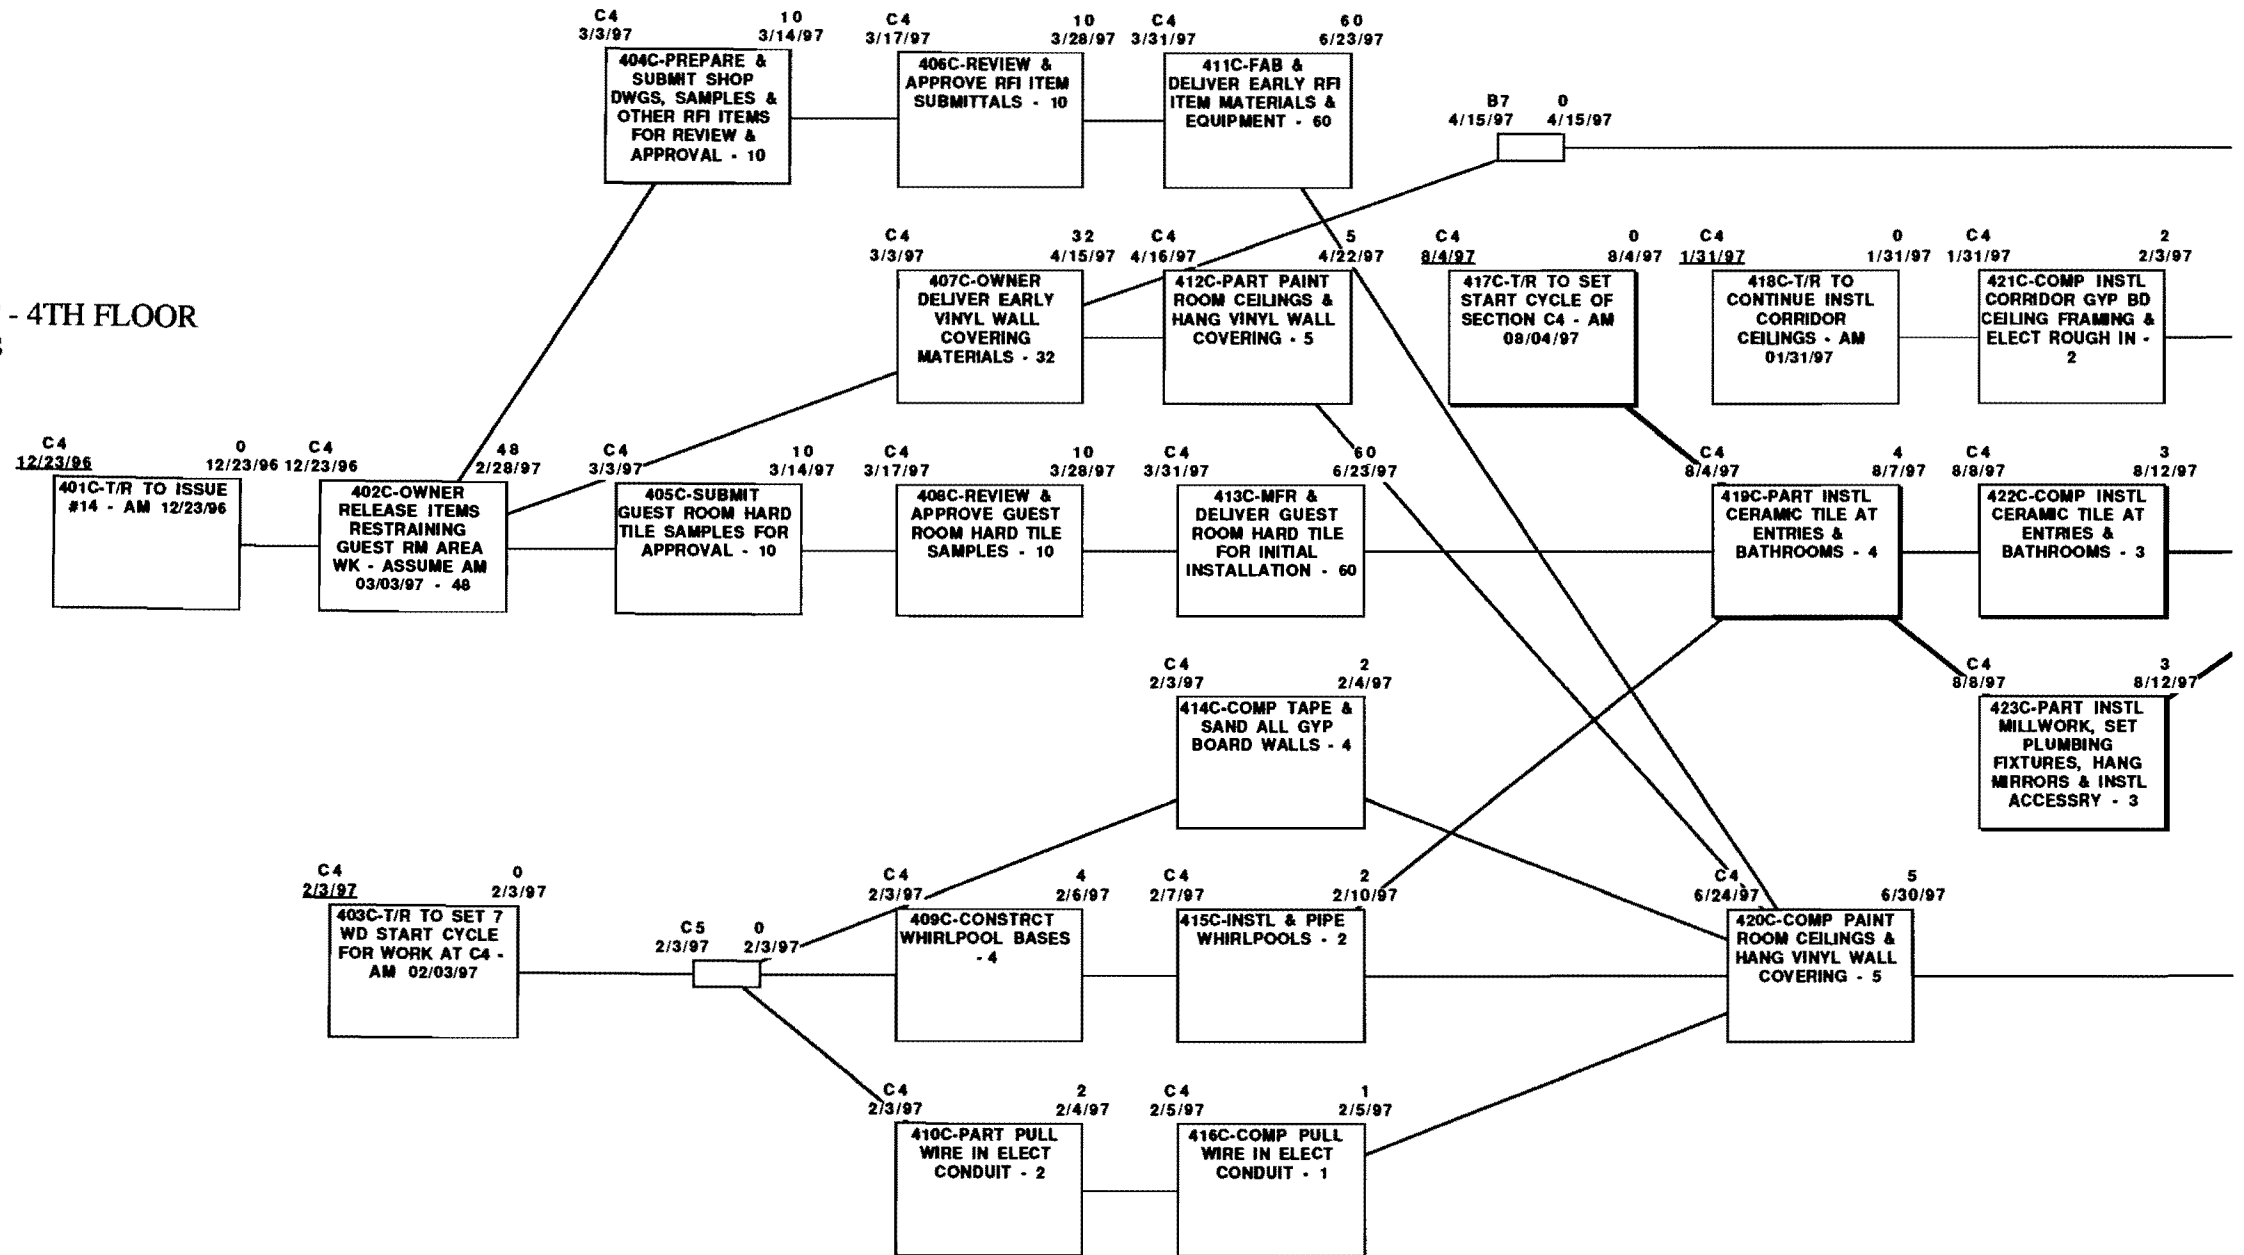 C4 10
3/3/97 3/14/97
404C-PREPARE &
SUBMIT SHOP
DWGS, SAMPLES &
OTHER RFI ITEMS
FOR REVIEW &
APPROVAL - 10
C4 10
3/17/97 3/28/97
406C-REVIEW &
APPROVE RFI ITEM
SUBMITTALS - 10
C4 60
3/31/97 6/23/97
411C-FAB &
DELIVER EARLY RFI
ITEM MATERIALS &
EQUIPMENT - 60
B7 0
4/15/97 4/15/97
C4 32
3/3/97 4/15/97
407C-OWNER
DELIVER EARLY
VINYL WALL
COVERING
MATERIALS - 32
C4 5
4/16/97 4/22/97
412C-PART PAINT
ROOM CEILINGS &
HANG VINYL WALL
COVERING - 5
C4 0
8/4/97 8/4/97
417C-T/R TO SET
START CYCLE OF
SECTION C4 - AM
08/04/97
C4 0
1/31/97 1/31/97
418C-T/R TO
CONTINUE INSTL
CORRIDOR
CEILINGS - AM
01/31/97
C4 2
1/31/97 2/3/97
421C-COMP INSTL
CORRIDOR GYP BD
CEILING FRAMING &
ELECT ROUGH IN -
2
- 4TH FLOOR
C4 0
12/23/96 12/23/96
401C-T/R TO ISSUE
#14 - AM 12/23/96
C4 48
12/23/96 2/28/97
402C-OWNER
RELEASE ITEMS
RESTRAINING
GUEST RM AREA
WK - ASSUME AM
03/03/97 - 48
C4 10
3/3/97 3/14/97
405C-SUBMIT
GUEST ROOM HARD
TILE SAMPLES FOR
APPROVAL - 10
C4 10
3/17/97 3/28/97
408C-REVIEW &
APPROVE GUEST
ROOM HARD TILE
SAMPLES - 10
C4 60
3/31/97 6/23/97
413C-MFR &
DELIVER GUEST
ROOM HARD TILE
FOR INITIAL
INSTALLATION - 60
C4 4
8/4/97 8/7/97
419C-PART INSTL
CERAMIC TILE AT
ENTRIES &
BATHROOMS - 4
C4 3
8/8/97 8/12/97
422C-COMP INSTL
CERAMIC TILE AT
ENTRIES &
BATHROOMS - 3
C4 2
2/3/97 2/4/97
414C-COMP TAPE &
SAND ALL GYP
BOARD WALLS - 4
C4 3
8/8/97 8/12/97
423C-PART INSTL
MILLWORK, SET
PLUMBING
FIXTURES, HANG
MIRRORS & INSTL
ACCESSRY - 3
C4 0
2/3/97 2/3/97
403C-T/R TO SET 7
WD START CYCLE
FOR WORK AT C4 -
AM 02/03/97
C5 0
2/3/97 2/3/97
C4 4
2/3/97 2/6/97
409C-CONSTRCT
WHIRLPOOL BASES
- 4
C4 2
2/7/97 2/10/97
415C-INSTL & PIPE
WHIRLPOOLS - 2
C4 5
6/24/97 6/30/97
420C-COMP PAINT
ROOM CEILINGS &
HANG VINYL WALL
COVERING - 5
C4 2
2/3/97 2/4/97
410C-PART PULL
WIRE IN ELECT
CONDUIT - 2
C4 1
2/5/97 2/5/97
416C-COMP PULL
WIRE IN ELECT
CONDUIT - 1